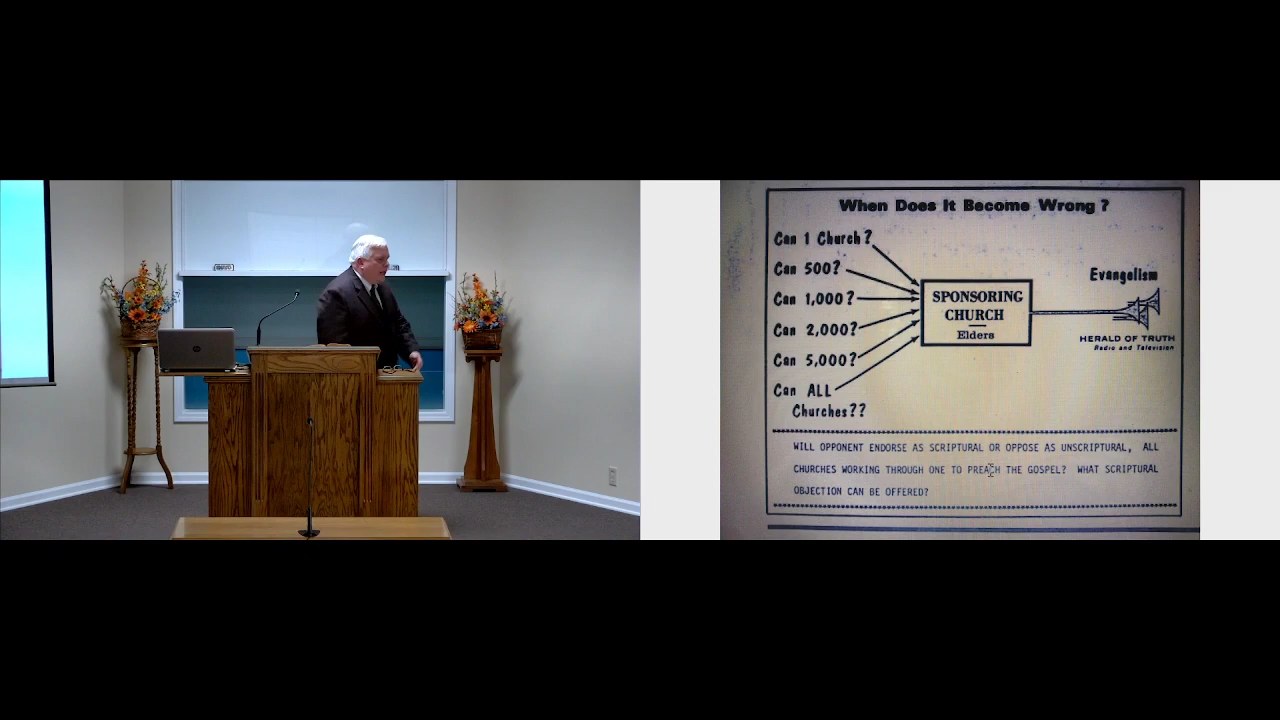 When Does It Become Wrong ?
Can 1 Church?
Can 500?
Can 1,000?
Can 2,000?
Can 5,000?
Can ALL
Churches??
SPONSORING
CHURCH
Elders
Evangelism
HERALD OF TRUTH
Radio and Television
WILL OPPONENT ENDORSE AS SCRIPTURAL OR OPPOSE AS UNSCRIPTURAL, ALL
CHURCHES WORKING THROUGH ONE TO PREACH THE GOSPEL? WHAT SCRIPTURAL
OBJECTION CAN BE OFFERED?